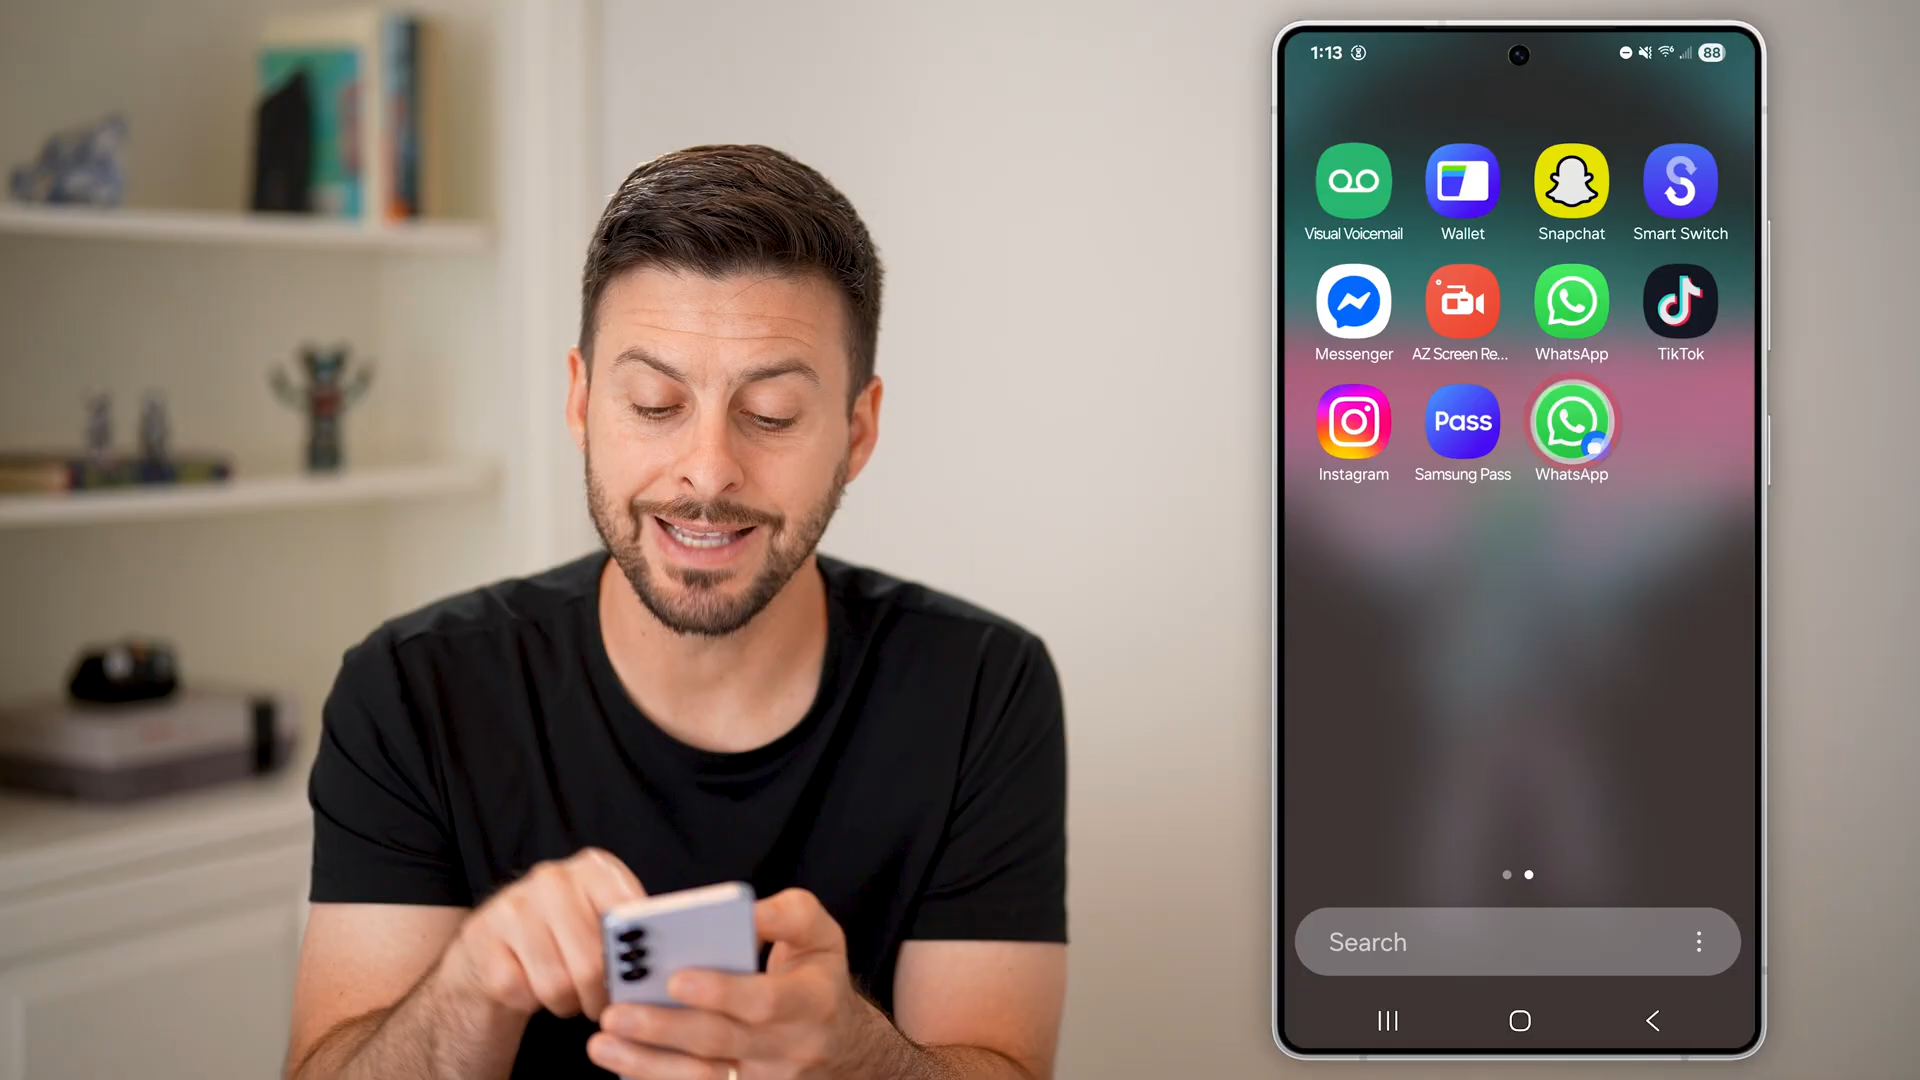 1:13
88
Visual Voicemail
Wallet
Snapchat
Smart Switch
Messenger
AZ Screen Re...
WhatsApp
TikTok
Pass
Instagram
Samsung Pass
WhatsApp
Search